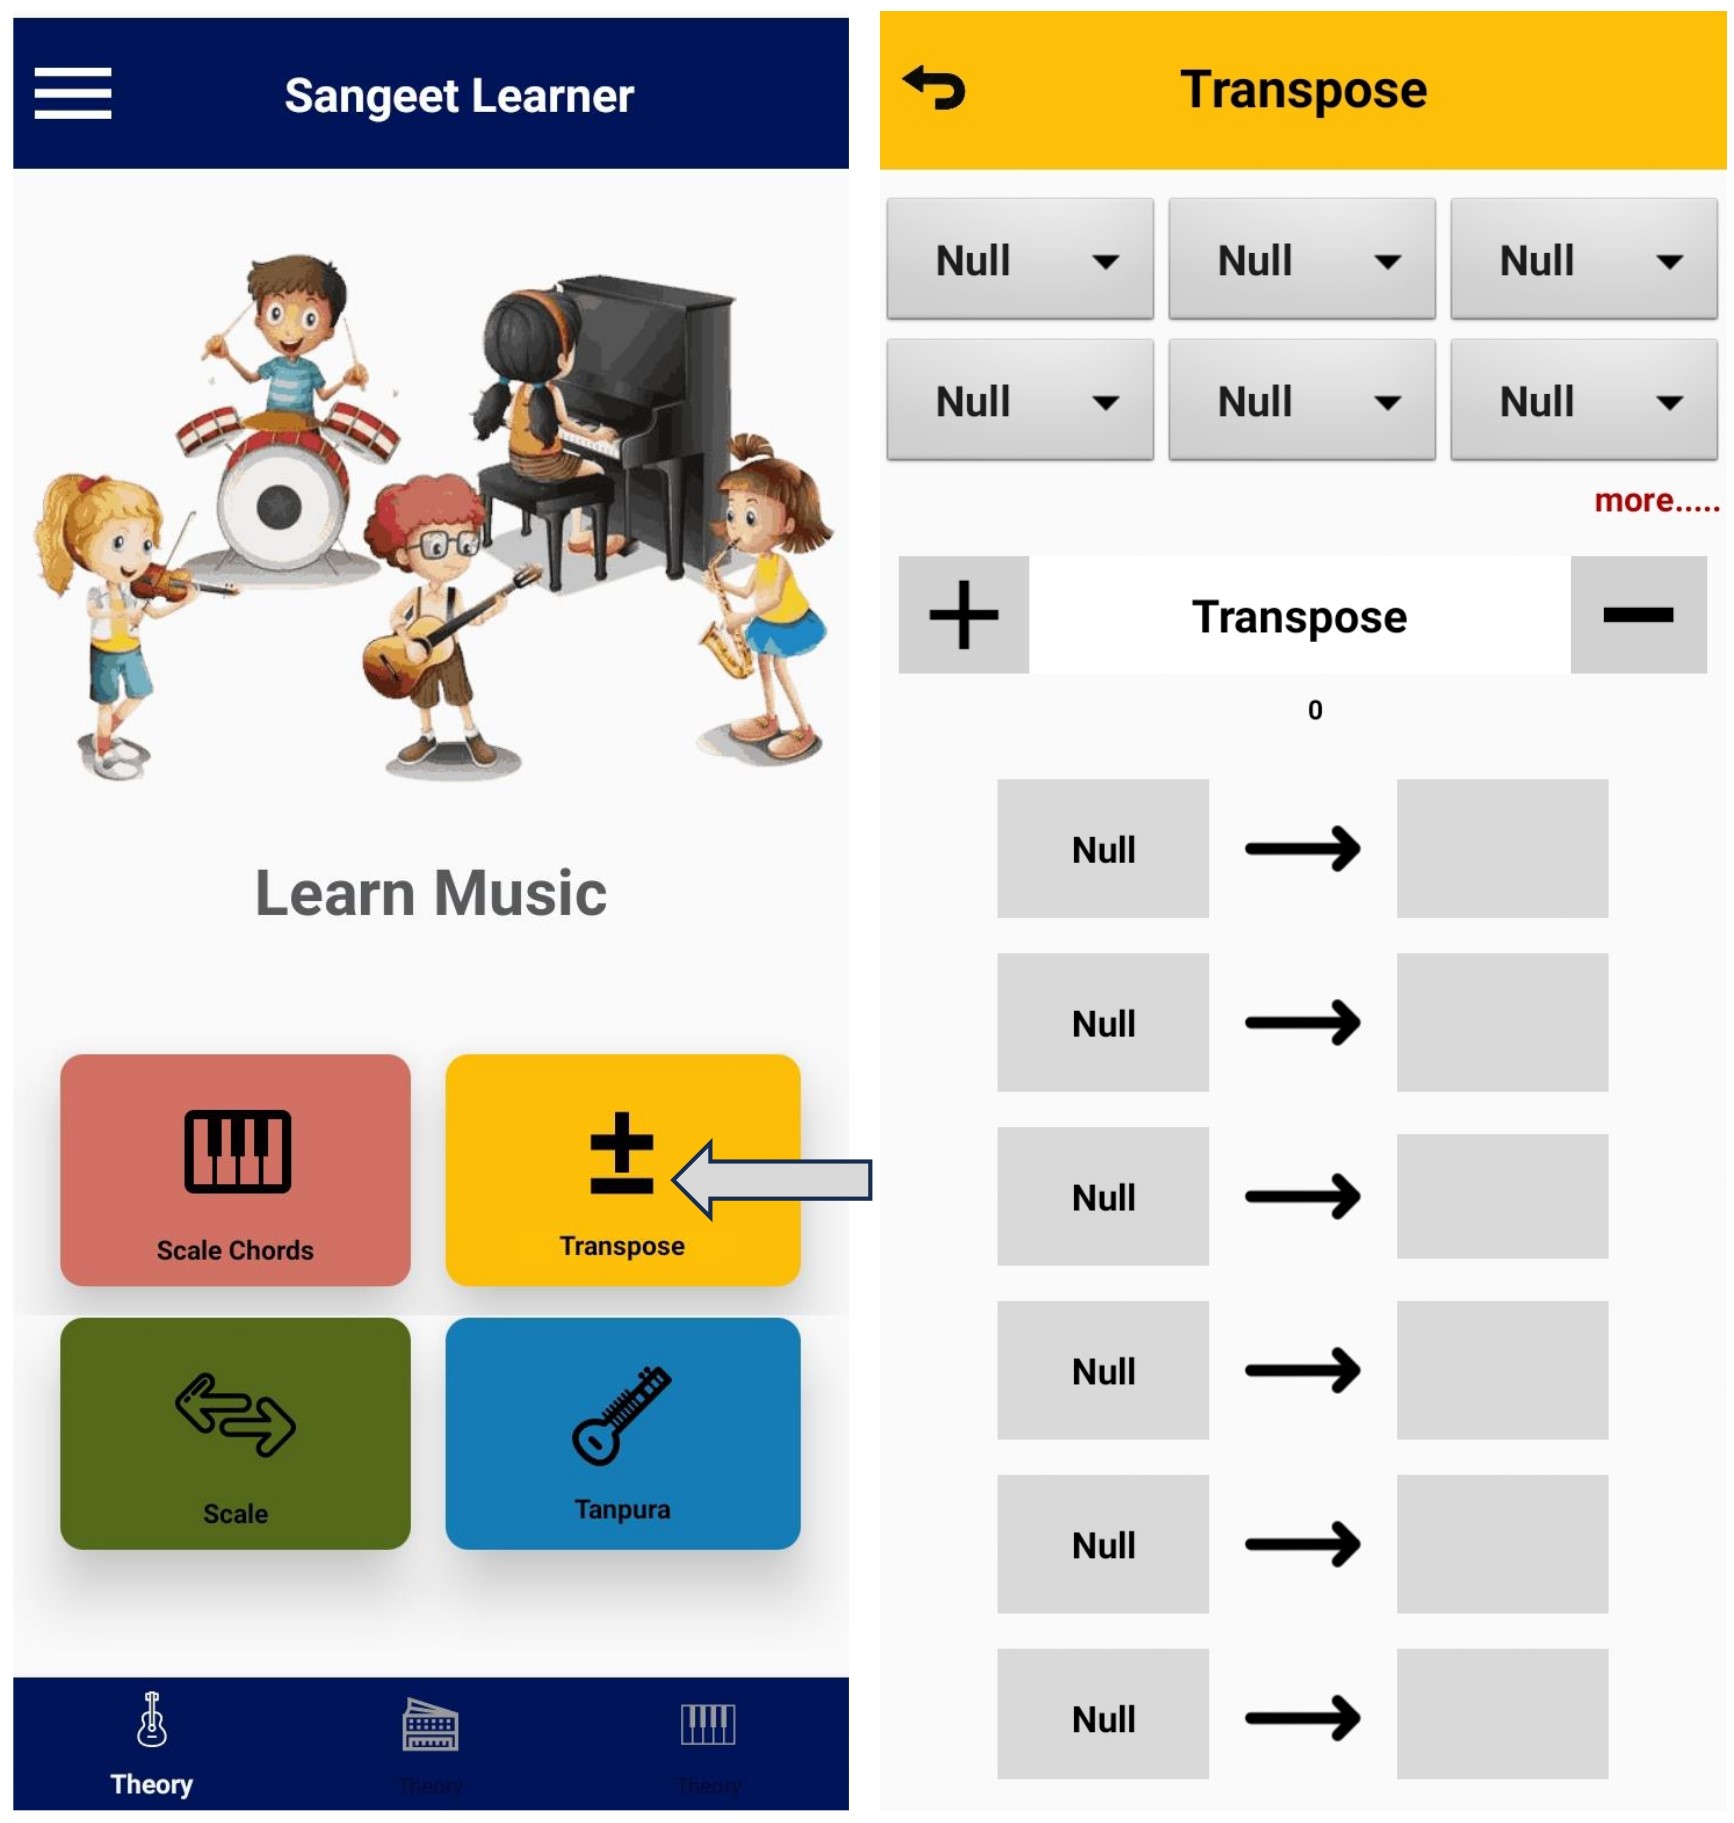 Sangeet Learner
Learn Music
Scale Chords
Transpose
Scale
Tanpura
Theory
Theory
Theory
Transpose
Null
Null
Null
Null
Null
Null
more.....
+
Transpose
−
0
Null
Null
Null
Null
Null
Null